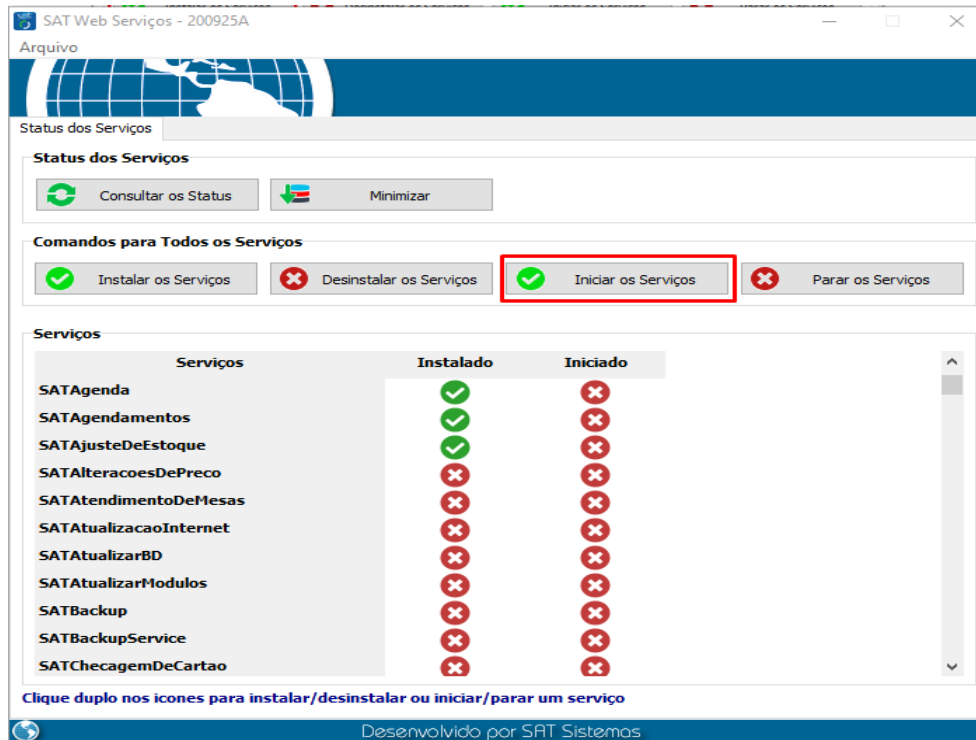 SAT Web Serviços - 200925A
Arquivo
Status dos Serviços
Status dos Serviços
Consultar os Status Minimizar
Comandos para Todos os Serviços
Instalar os Serviços Desinstalar os Serviços Iniciar os Serviços Parar os Serviços
Serviços
Serviços Instalado Iniciado
SATAgenda
SATAgendamentos
SATAjusteDeEstoque
SATAlteracoesDePreco
SATAtendimentoDeMesas
SATAtualizacaoInternet
SATAtualizarBD
SATAtualizarModulos
SATBackup
SATBackupService
SATChecagemDeCartao
Clique duplo nos icones para instalar/desinstalar ou iniciar/parar um serviço
Desenvolvido por SAT Sistemas